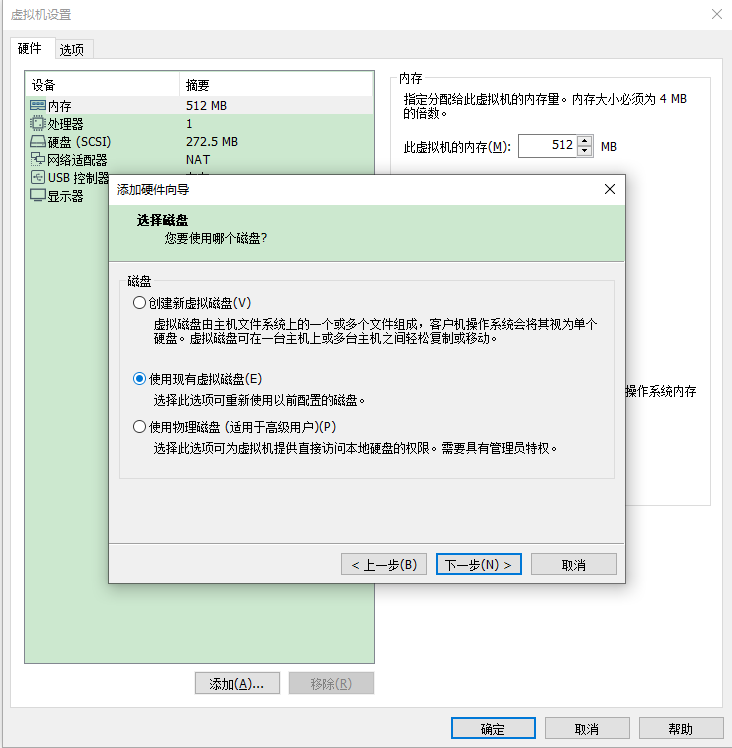 虚拟机设置
硬件 选项
设备 摘要
内存 512 MB
处理器 1
硬盘 (SCSI) 272.5 MB
网络适配器 NAT
USB 控制器
显示器
内存
指定分配给此虚拟机的内存量。内存大小必须为 4 MB
的倍数。
此虚拟机的内存(M): 512 MB
操作系统内存
添加硬件向导
选择磁盘
您要使用哪个磁盘?
磁盘
创建新虚拟磁盘(V)
虚拟磁盘由主机文件系统上的一个或多个文件组成，客户机操作系统会将其视为单个
硬盘。虚拟磁盘可在一台主机上或多台主机之间轻松复制或移动。
使用现有虚拟磁盘(E)
选择此选项可重新使用以前配置的磁盘。
使用物理磁盘 (适用于高级用户)(P)
选择此选项可为虚拟机提供直接访问本地硬盘的权限。需要具有管理员特权。
< 上一步(B) 下一步(N) > 取消
添加(A)... 移除(R)
确定 取消 帮助